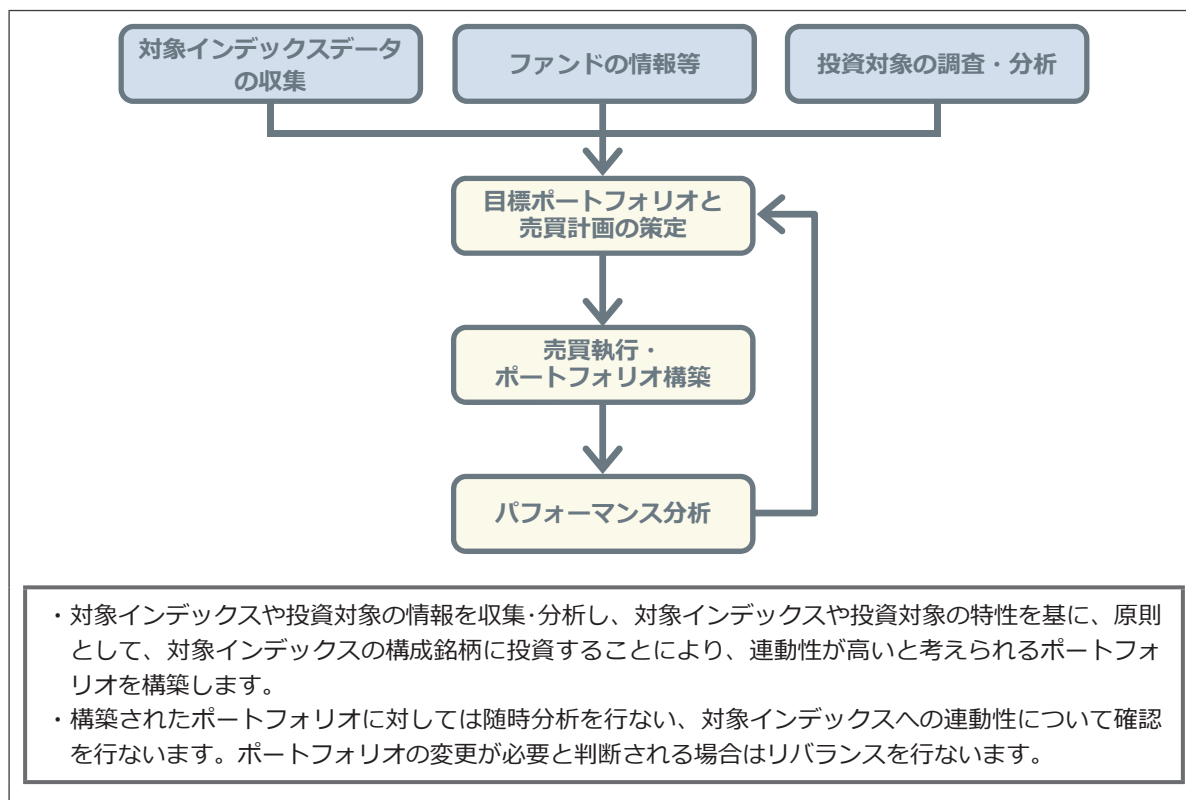 対象インデックスデータ
の収集
ファンドの情報等
投資対象の調査・分析
目標ポートフォリオと
売買計画の策定
売買執行・
ポートフォリオ構築
パフォーマンス分析
・対象インデックスや投資対象の情報を収集･分析し、対象インデックスや投資対象の特性を基に、原則
として、対象インデックスの構成銘柄に投資することにより、連動性が高いと考えられるポートフォ
リオを構築します。
・構築されたポートフォリオに対しては随時分析を行ない、対象インデックスへの連動性について確認
を行ないます。ポートフォリオの変更が必要と判断される場合はリバランスを行ないます。